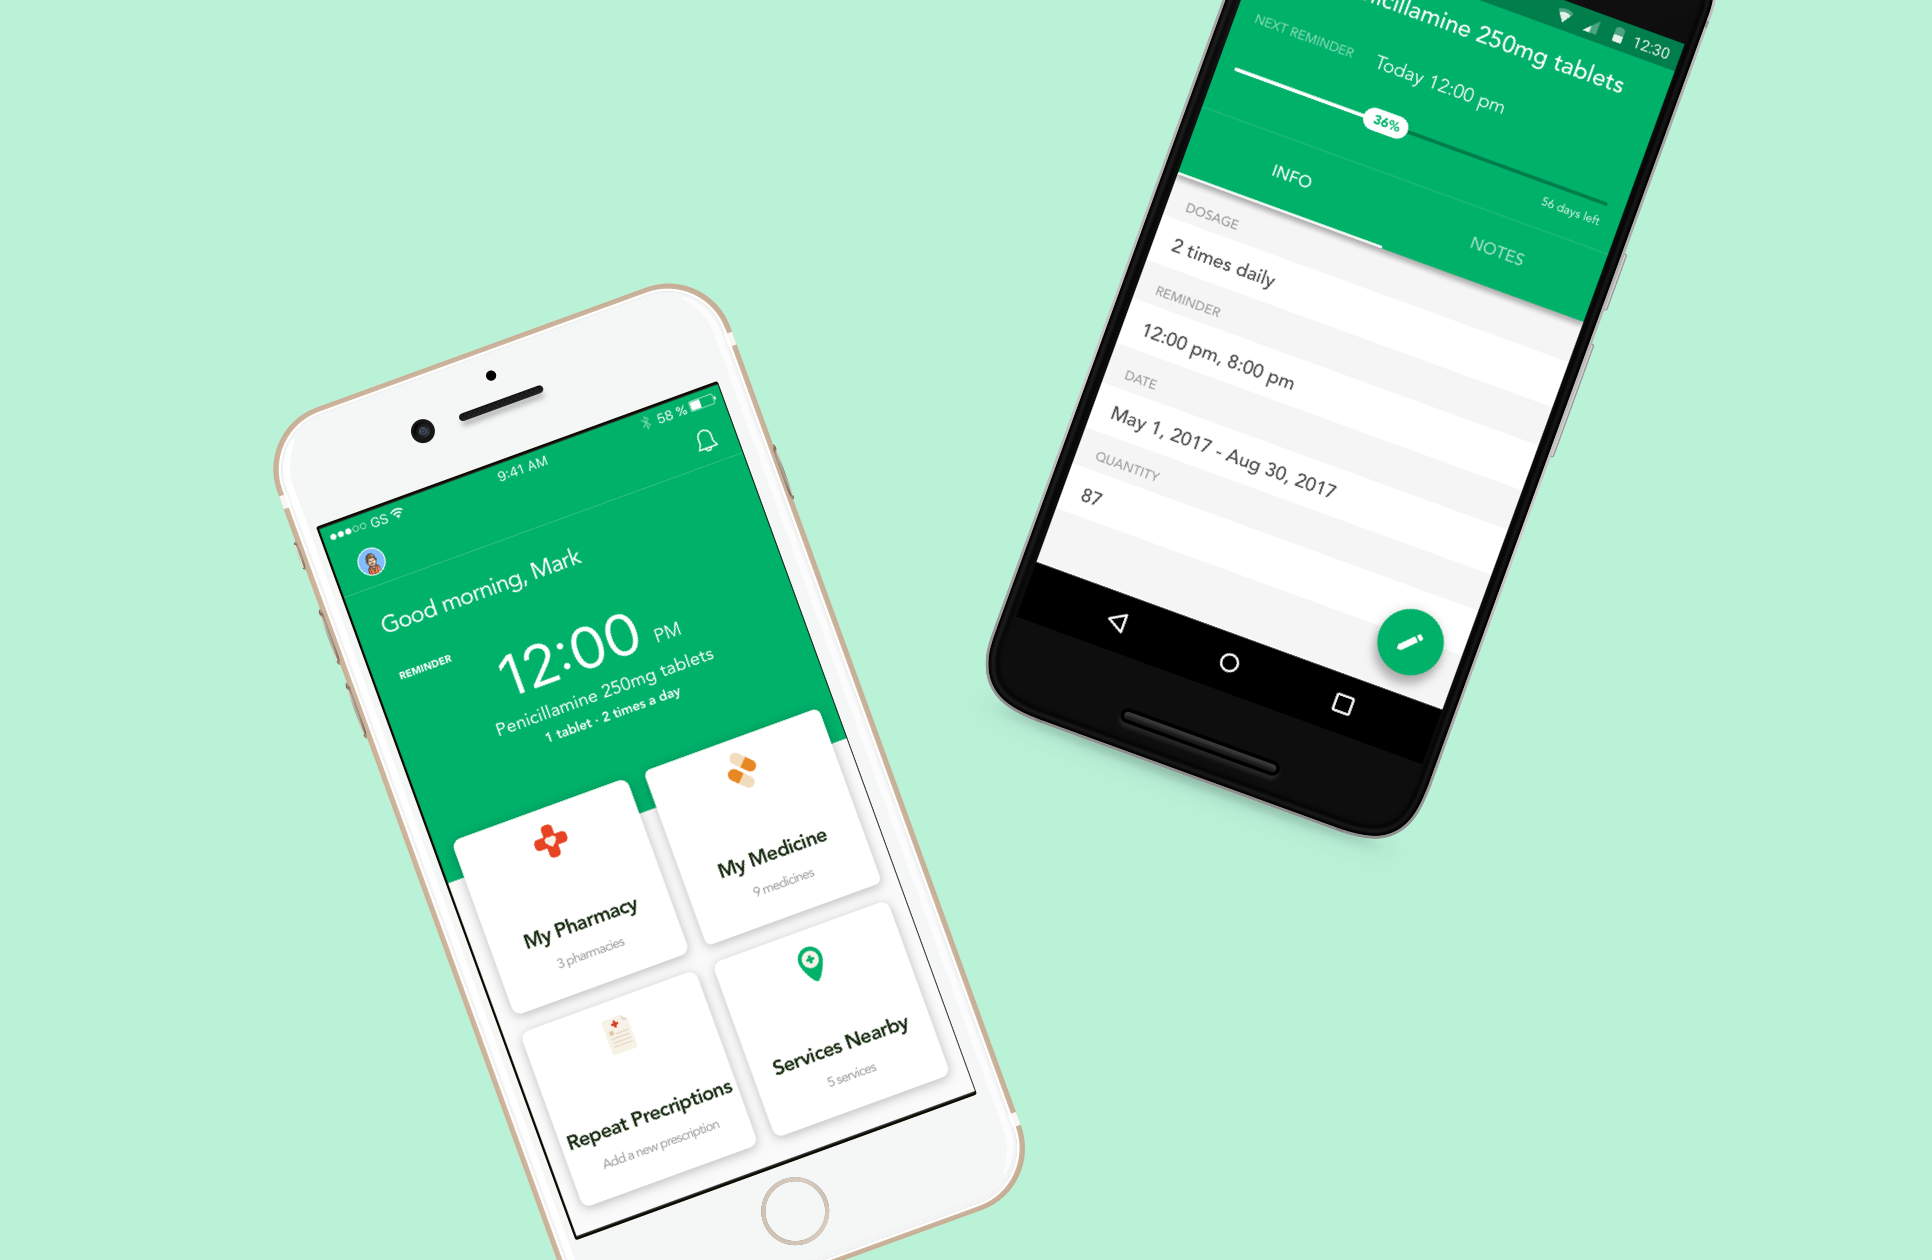 GS
9:41 AM
58 %
Good morning, Mark
REMINDER
12:00 PM
Penicillamine 250mg tablets
1 tablet · 2 times a day
My Pharmacy
3 pharmacies
My Medicine
9 medicines
Repeat Precriptions
Add a new prescription
Services Nearby
5 services
12:30
nicillamine 250mg tablets
NEXT REMINDER
Today 12:00 pm
36%
56 days left
INFO
NOTES
DOSAGE
2 times daily
REMINDER
12:00 pm, 8:00 pm
DATE
May 1, 2017 - Aug 30, 2017
QUANTITY
87